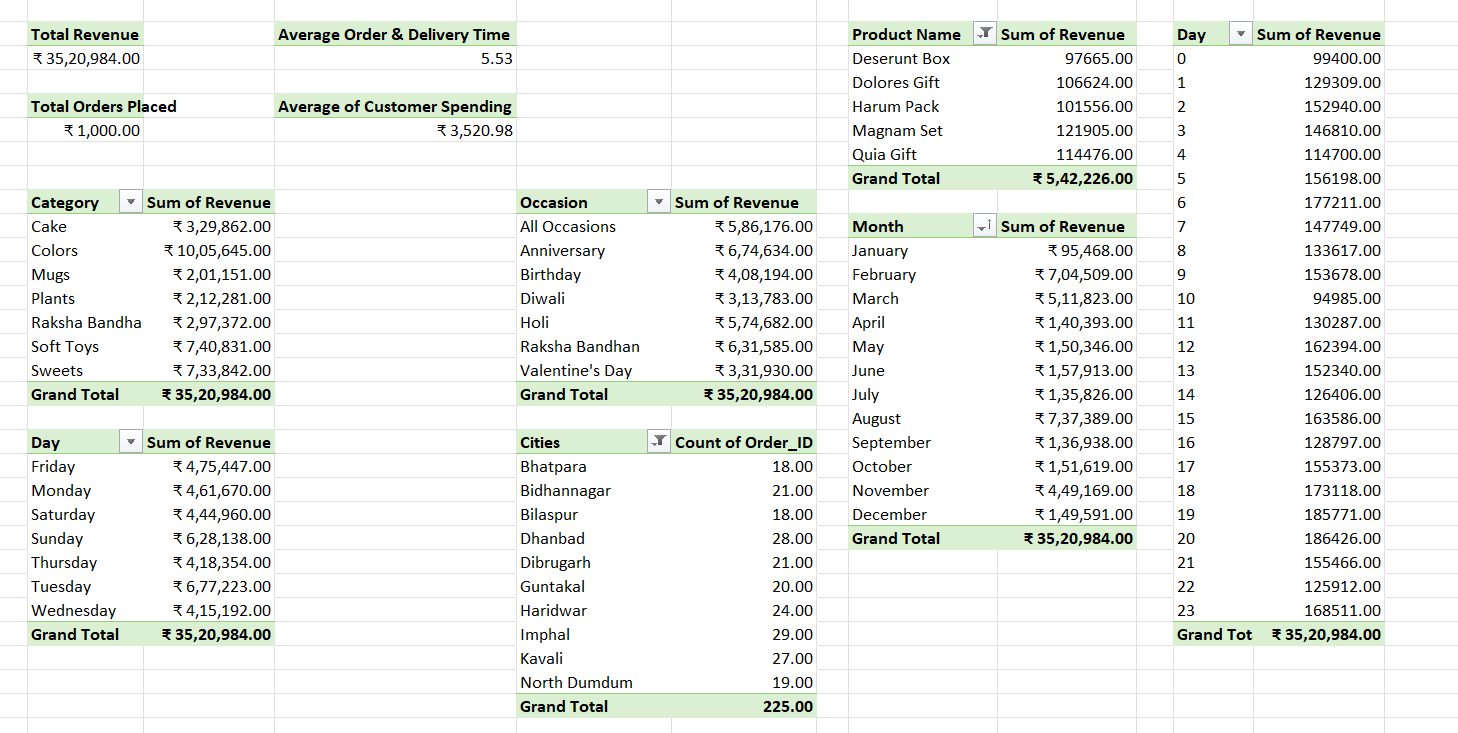 Total Revenue
₹ 35,20,984.00
Average Order & Delivery Time
5.53
Total Orders Placed
₹ 1,000.00
Average of Customer Spending
₹ 3,520.98
Category Sum of Revenue
Cake ₹ 3,29,862.00
Colors ₹ 10,05,645.00
Mugs ₹ 2,01,151.00
Plants ₹ 2,12,281.00
Raksha Bandha ₹ 2,97,372.00
Soft Toys ₹ 7,40,831.00
Sweets ₹ 7,33,842.00
Grand Total ₹ 35,20,984.00
Day Sum of Revenue
Friday ₹ 4,75,447.00
Monday ₹ 4,61,670.00
Saturday ₹ 4,44,960.00
Sunday ₹ 6,28,138.00
Thursday ₹ 4,18,354.00
Tuesday ₹ 6,77,223.00
Wednesday ₹ 4,15,192.00
Grand Total ₹ 35,20,984.00
Occasion Sum of Revenue
All Occasions ₹ 5,86,176.00
Anniversary ₹ 6,74,634.00
Birthday ₹ 4,08,194.00
Diwali ₹ 3,13,783.00
Holi ₹ 5,74,682.00
Raksha Bandhan ₹ 6,31,585.00
Valentine's Day ₹ 3,31,930.00
Grand Total ₹ 35,20,984.00
Cities Count of Order_ID
Bhatpara 18.00
Bidhannagar 21.00
Bilaspur 18.00
Dhanbad 28.00
Dibrugarh 21.00
Guntakal 20.00
Haridwar 24.00
Imphal 29.00
Kavali 27.00
North Dumdum 19.00
Grand Total 225.00
Product Name Sum of Revenue
Deserunt Box 97665.00
Dolores Gift 106624.00
Harum Pack 101556.00
Magnam Set 121905.00
Quia Gift 114476.00
Grand Total ₹ 5,42,226.00
Month Sum of Revenue
January ₹ 95,468.00
February ₹ 7,04,509.00
March ₹ 5,11,823.00
April ₹ 1,40,393.00
May ₹ 1,50,346.00
June ₹ 1,57,913.00
July ₹ 1,35,826.00
August ₹ 7,37,389.00
September ₹ 1,36,938.00
October ₹ 1,51,619.00
November ₹ 4,49,169.00
December ₹ 1,49,591.00
Grand Total ₹ 35,20,984.00
Day Sum of Revenue
0 99400.00
1 129309.00
2 152940.00
3 146810.00
4 114700.00
5 156198.00
6 177211.00
7 147749.00
8 133617.00
9 153678.00
10 94985.00
11 130287.00
12 162394.00
13 152340.00
14 126406.00
15 163586.00
16 128797.00
17 155373.00
18 173118.00
19 185771.00
20 186426.00
21 155466.00
22 125912.00
23 168511.00
Grand Tot ₹ 35,20,984.00